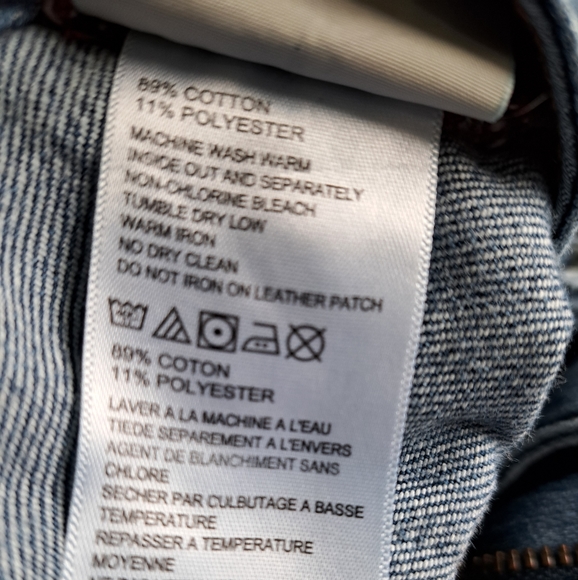 89% COTTON
11% POLYESTER
MACHINE WASH WARM
INSIDE OUT AND SEPARATELY
NON-CHLORINE BLEACH
TUMBLE DRY LOW
WARM IRON
NO DRY CLEAN
DO NOT IRON ON LEATHER PATCH
89% COTON
11% POLYESTER
LAVER A LA MACHINE A L'EAU
TIEDE SEPAREMENT A L'ENVERS
AGENT DE BLANCHIMENT SANS
CHLORE
SECHER PAR CULBUTAGE A BASSE
TEMPERATURE
REPASSER A TEMPERATURE
MOYENNE